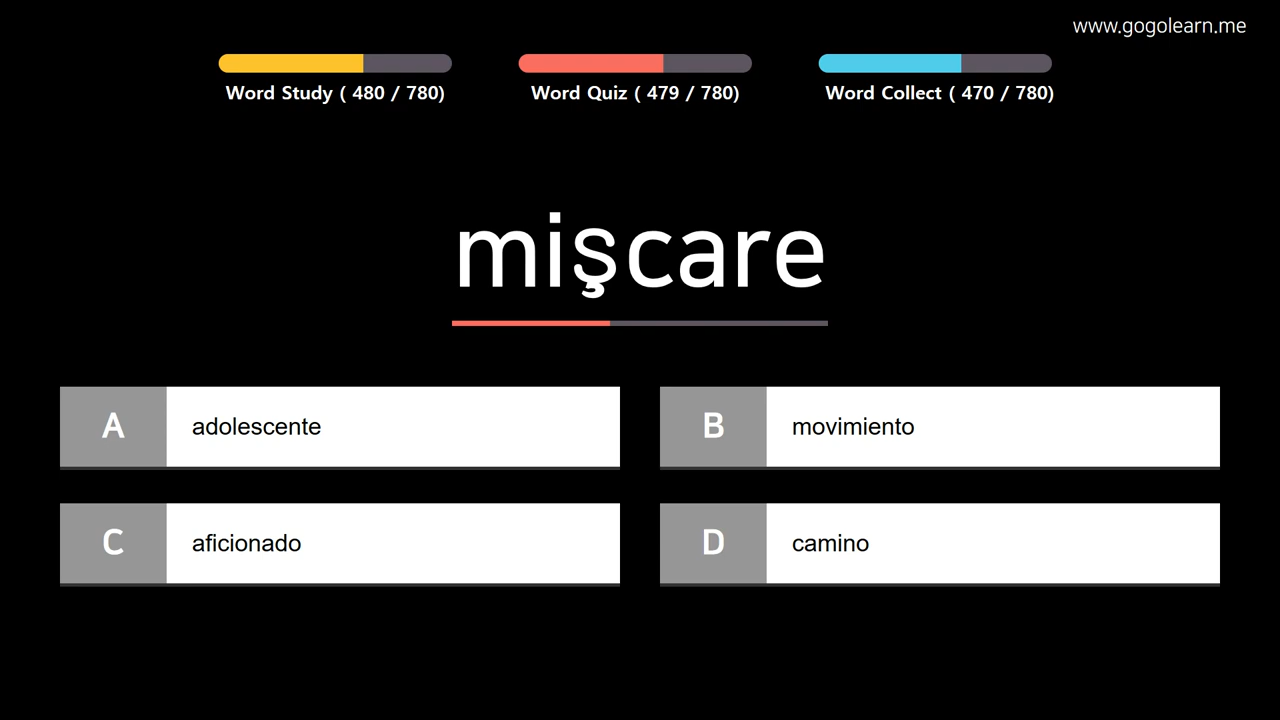 www.gogolearn.me
Word Study ( 480 / 780)
Word Quiz ( 479 / 780)
Word Collect ( 470 / 780)
mişcare
A adolescente
B movimiento
C aficionado
D camino